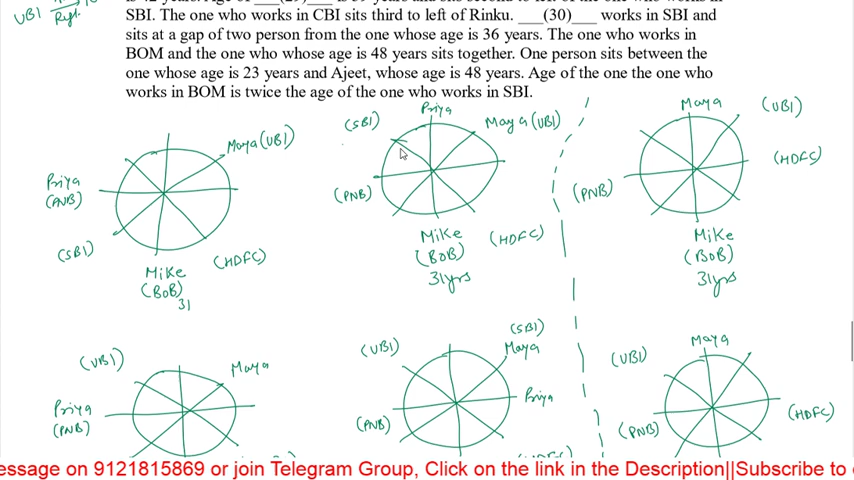 SBI. The one who works in CBI sits third to left of Rinku. ___(30)___ works in SBI and
sits at a gap of two person from the one whose age is 36 years. The one who works in
BOM and the one who whose age is 48 years sits together. One person sits between the
one whose age is 23 years and Ajeet, whose age is 48 years. Age of the one the one who
works in BOM is twice the age of the one who works in SBI.
UBI
Maya (UBI)
Priya
(PNB)
(SBI)
Mike
(BOB)
31
(HDFC)
(SBI)
Priya
Maya (UBI)
(PNB)
Mike
(BOB)
31yrs
(HDFC)
Maya
(UBI)
(HDFC)
(PNB)
Mike
(BOB)
31yrs
(UBI)
Maya
Priya
(PNB)
(UBI)
(SBI)
Maya
Priya
(PNB)
Maya
(UBI)
(HDFC)
(PNB)
essage on 9121815869 or join Telegram Group, Click on the link in the Description||Subscribe to